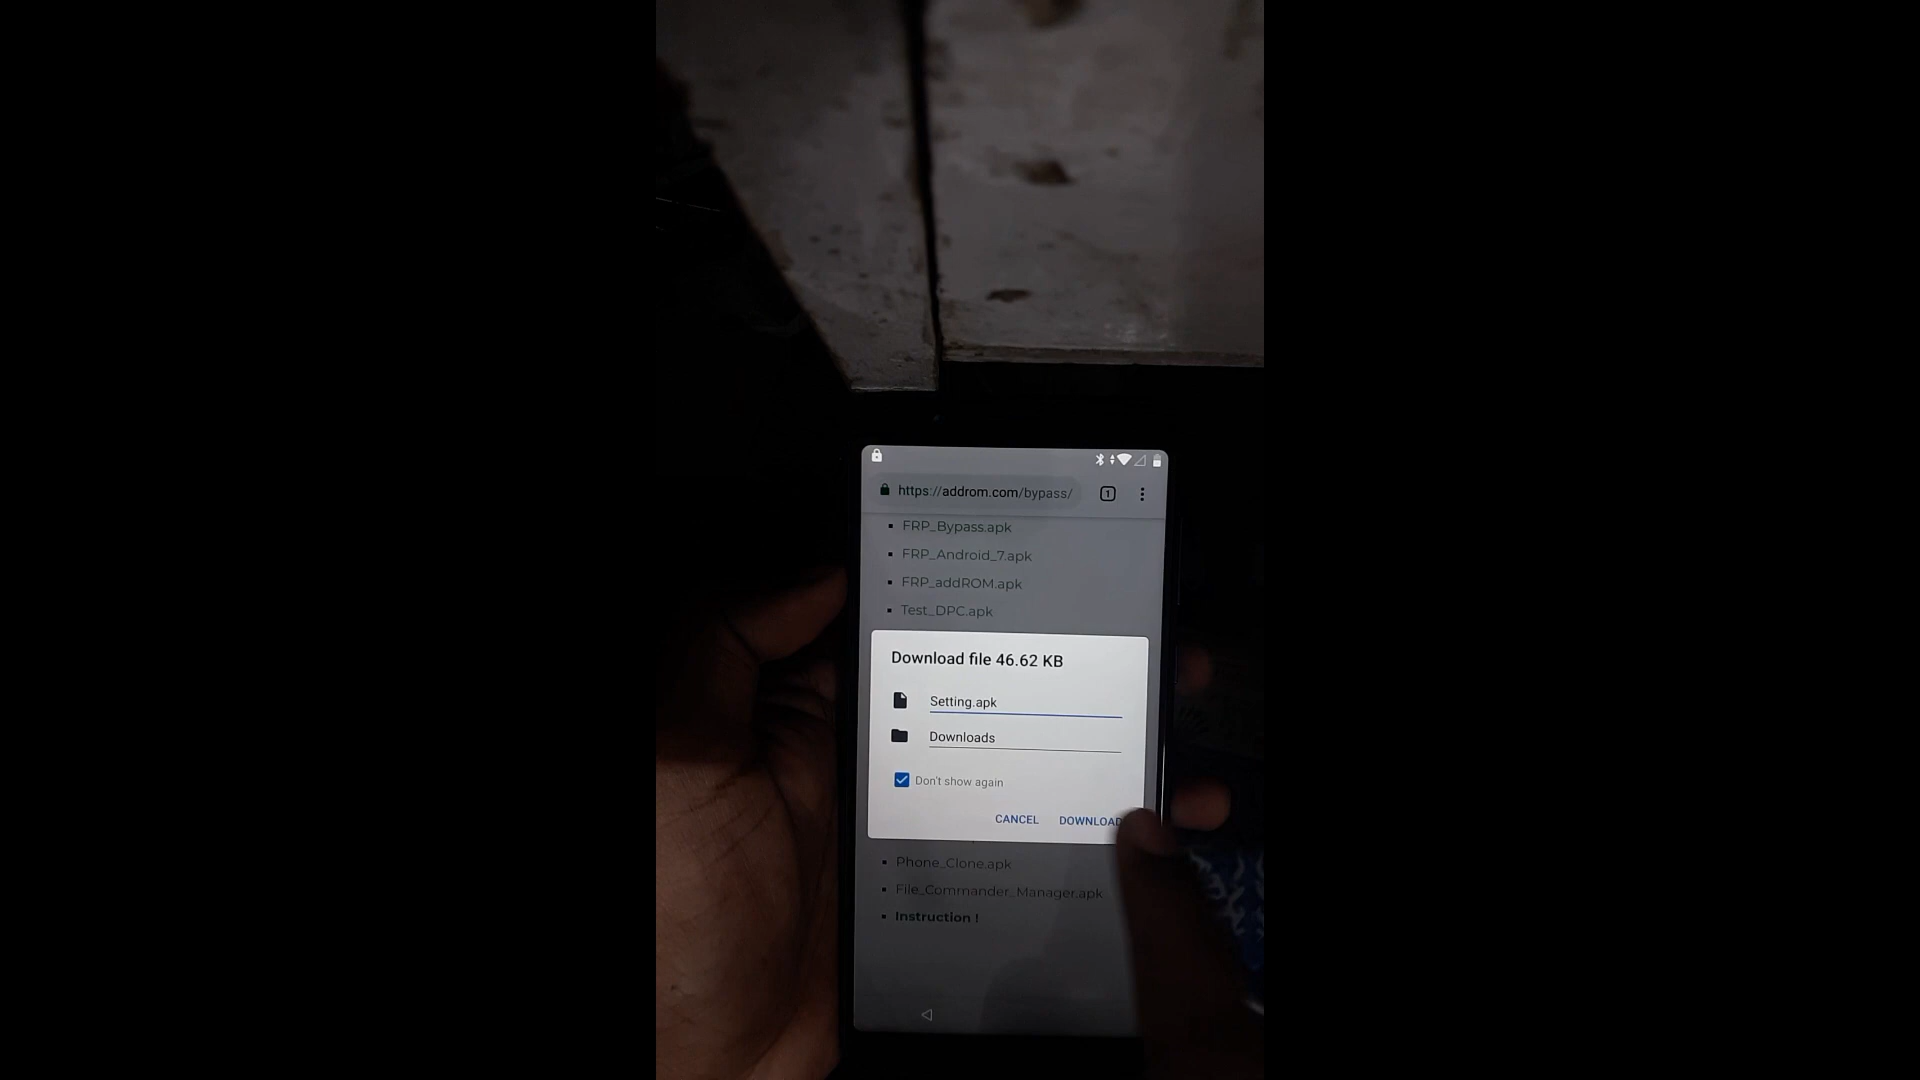 https://addrom.com/bypass/
1
FRP_Bypass.apk
FRP_Android_7.apk
FRP_addROM.apk
Test_DPC.apk
Download file 46.62 KB
Setting.apk
Downloads
Don't show again
CANCEL DOWNLOAD
Phone_Clone.apk
File_Commander_Manager.apk
Instruction !